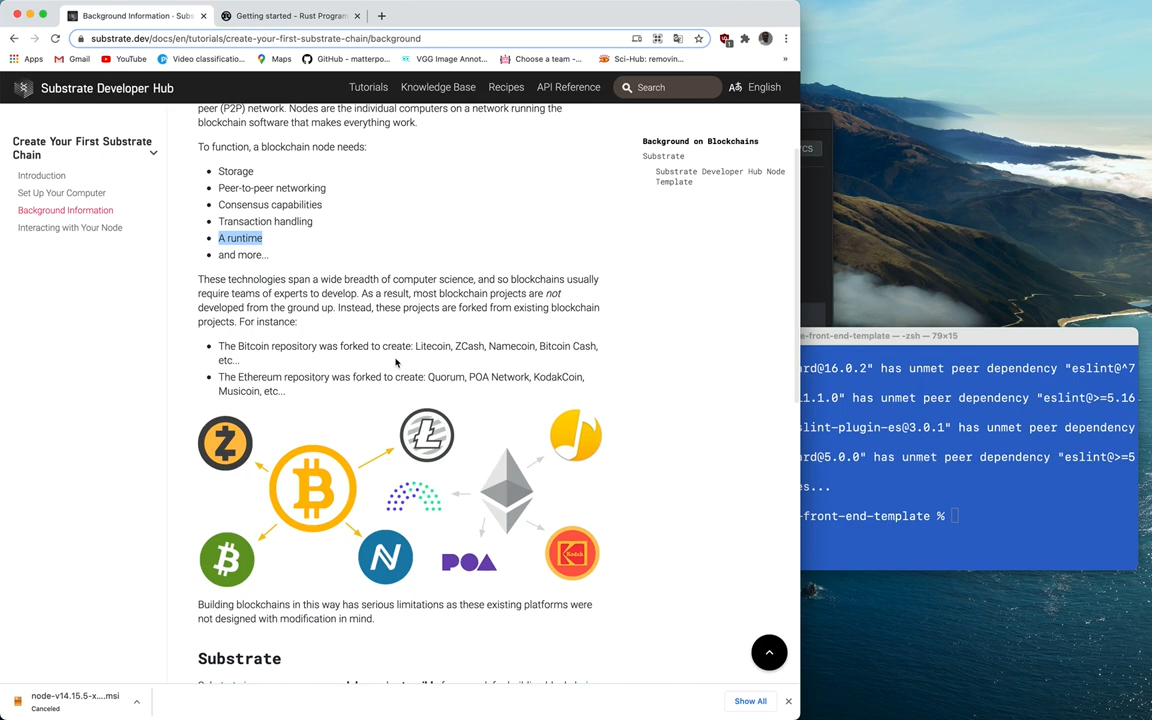 Background Information · Subs
Getting started - Rust Program
substrate.dev/docs/en/tutorials/create-your-first-substrate-chain/background
1
Apps
Gmail
YouTube
Video classificatio...
Maps
GitHub - matterpo...
VGG Image Annot...
Choose a team -...
Sci-Hub: removin...
»
Substrate Developer Hub
Tutorials
Knowledge Base
Recipes
API Reference
Search
English
Create Your First Substrate
Chain
Introduction
Set Up Your Computer
Background Information
Interacting with Your Node
peer (P2P) network. Nodes are the individual computers on a network running the
blockchain software that makes everything work.
To function, a blockchain node needs:
Storage
Peer-to-peer networking
Consensus capabilities
Transaction handling
A runtime
and more...
These technologies span a wide breadth of computer science, and so blockchains usually
require teams of experts to develop. As a result, most blockchain projects are not
developed from the ground up. Instead, these projects are forked from existing blockchain
projects. For instance:
The Bitcoin repository was forked to create: Litecoin, ZCash, Namecoin, Bitcoin Cash,
etc...
The Ethereum repository was forked to create: Quorum, POA Network, KodakCoin,
Musicoin, etc...
POA
Kodak
Building blockchains in this way has serious limitations as these existing platforms were
not designed with modification in mind.
Substrate
Background on Blockchains
Substrate
Substrate Developer Hub Node
Template
e-front-end-template — -zsh — 79×15
ard@16.0.2" has unmet peer dependency "eslint@^7
11.1.0" has unmet peer dependency "eslint@>=5.16
slint-plugin-es@3.0.1" has unmet peer dependency
ard@5.0.0" has unmet peer dependency "eslint@>=5
es...
-front-end-template %
node-v14.15.5-x....msi
Canceled
Show All